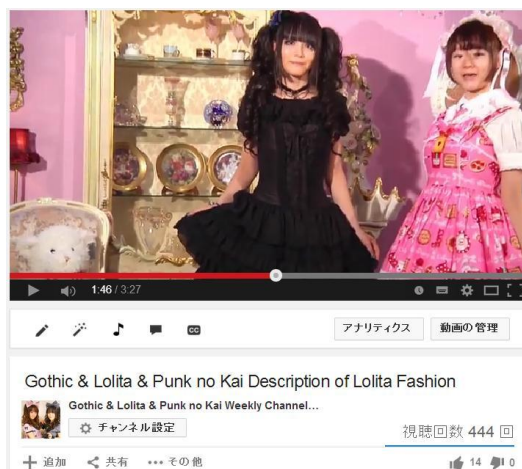 1:46 / 3:27
CC
アナリティクス
動画の管理
Gothic & Lolita & Punk no Kai Description of Lolita Fashion
Gothic & Lolita & Punk no Kai Weekly Channel...
チャンネル設定
視聴回数 444 回
追加
共有
その他
14
0